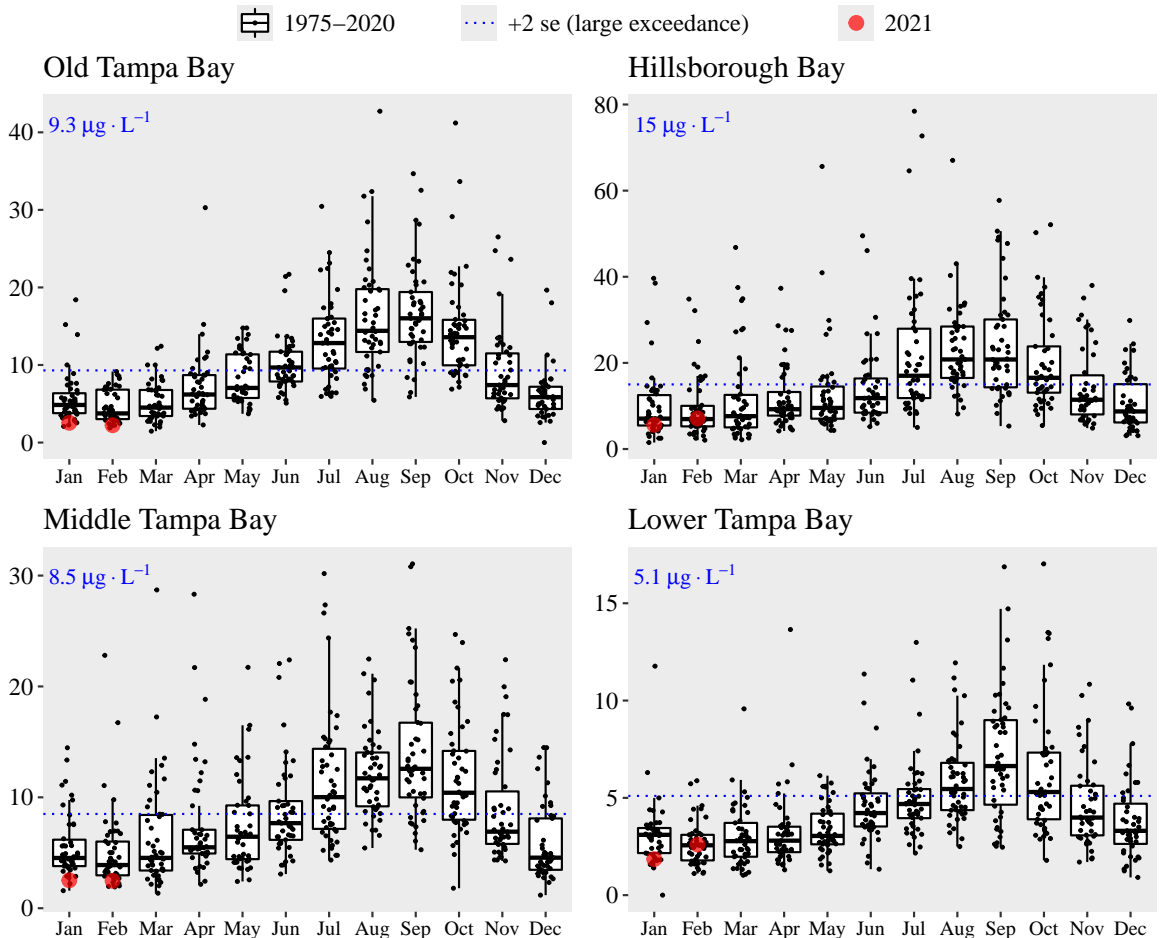 1975–2020 +2 se (large exceedance) 2021
Old Tampa Bay
9.3 μg · L⁻¹
40
30
20
10
0
Jan Feb Mar Apr May Jun Jul Aug Sep Oct Nov Dec
Hillsborough Bay
15 μg · L⁻¹
80
60
40
20
0
Jan Feb Mar Apr May Jun Jul Aug Sep Oct Nov Dec
Middle Tampa Bay
8.5 μg · L⁻¹
30
20
10
0
Jan Feb Mar Apr May Jun Jul Aug Sep Oct Nov Dec
Lower Tampa Bay
5.1 μg · L⁻¹
15
10
5
0
Jan Feb Mar Apr May Jun Jul Aug Sep Oct Nov Dec